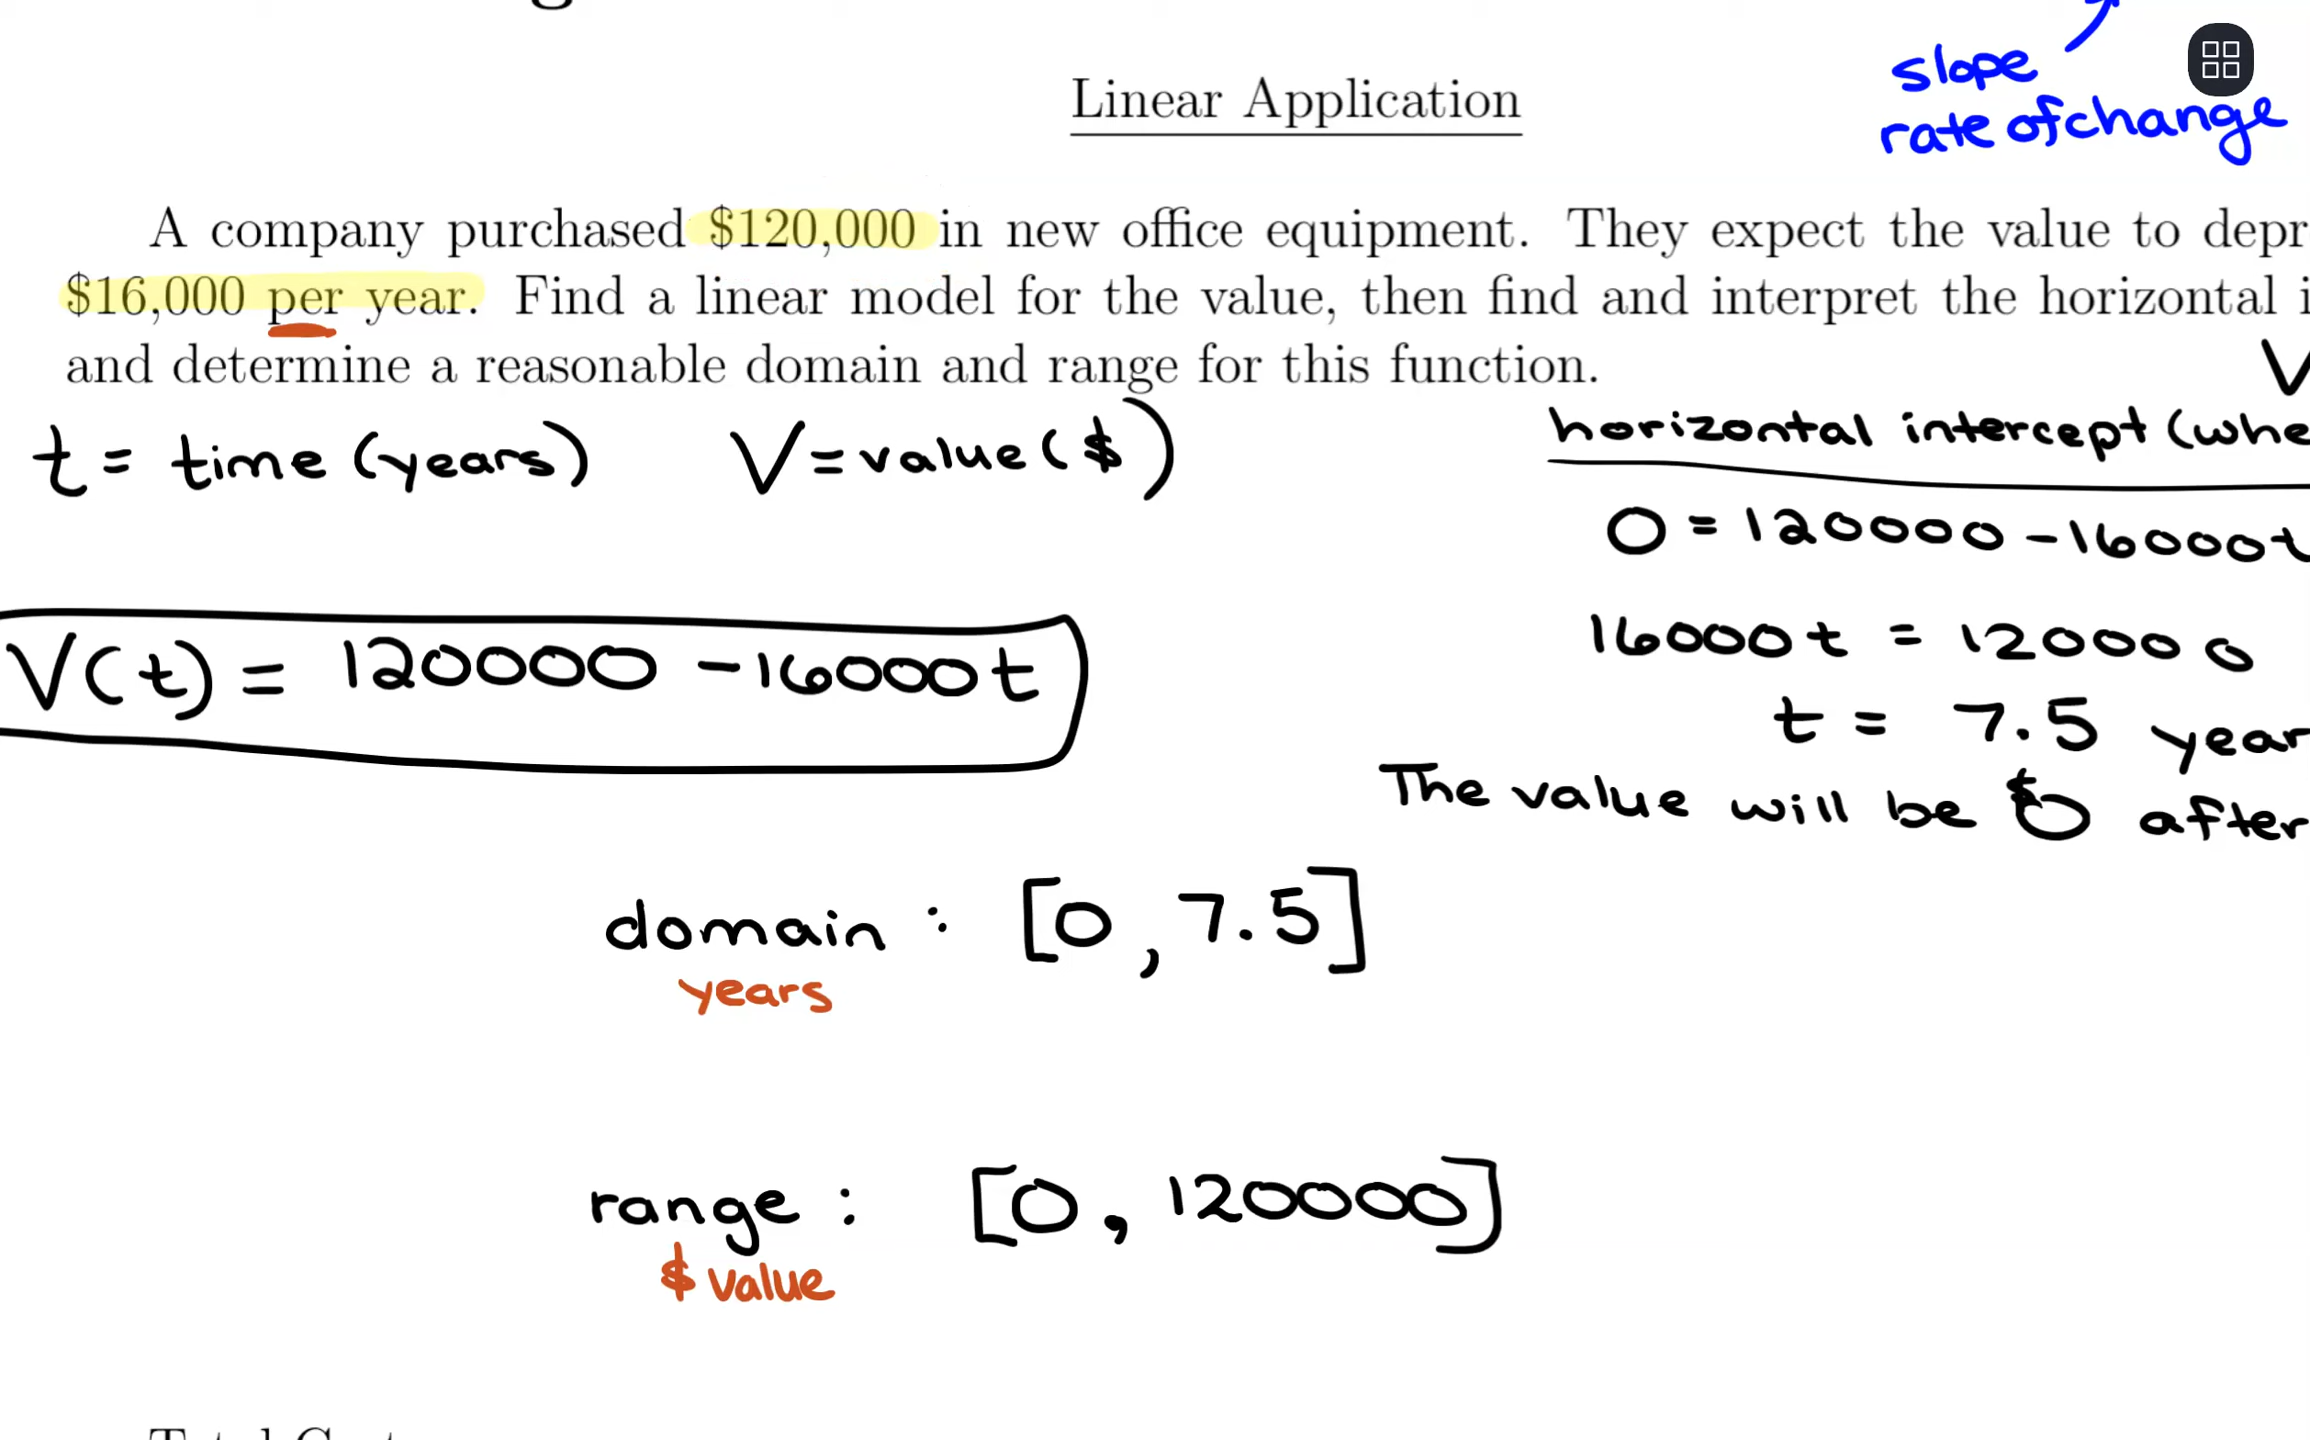 slope
rate of change
Linear Application
A company purchased $120,000 in new office equipment. They expect the value to depr
$16,000 per year. Find a linear model for the value, then find and interpret the horizontal i
and determine a reasonable domain and range for this function.
V
t = time (years) V = value ($)
horizontal intercept (whe
0 = 120000 - 16000t
V(t) = 120000 - 16000t
16000t = 120000
t = 7.5 year
The value will be $0 after
domain : [0, 7.5]
years
range : [0, 120000]
$ value